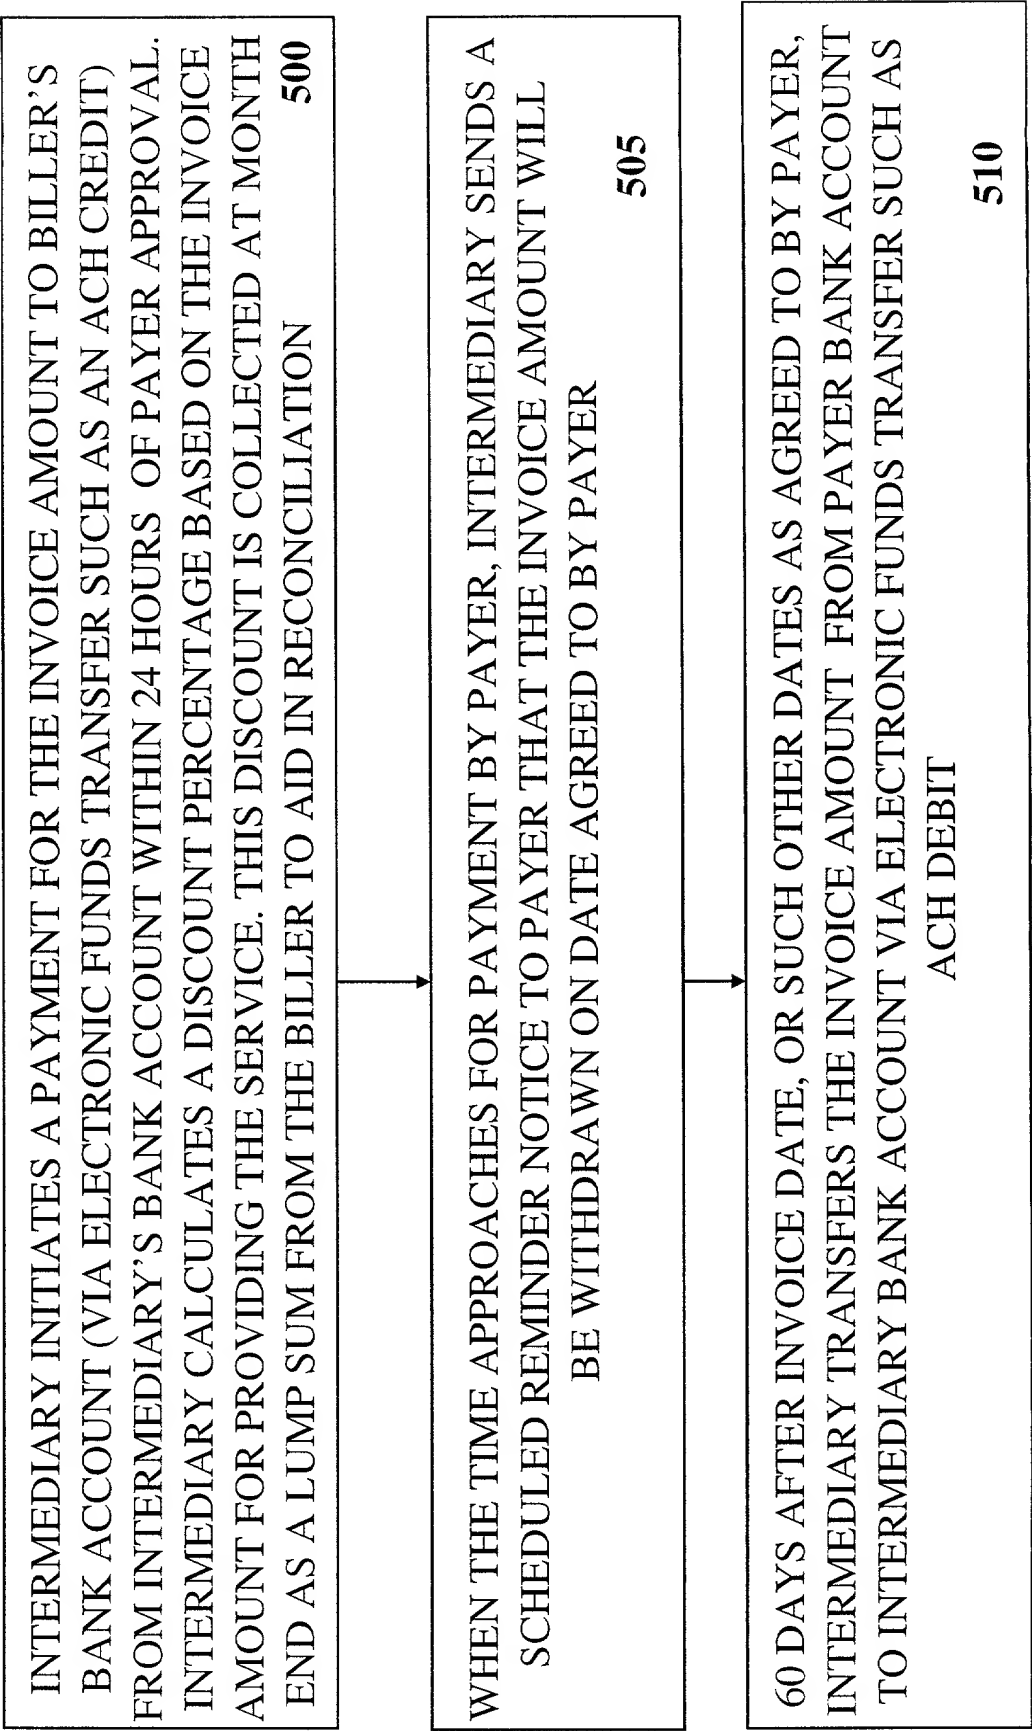 INTERMEDIARY INITIATES A PAYMENT FOR THE INVOICE AMOUNT TO BILLER'S
BANK ACCOUNT (VIA ELECTRONIC FUNDS TRANSFER SUCH AS AN ACH CREDIT)
FROM INTERMEDIARY'S BANK ACCOUNT WITHIN 24 HOURS OF PAYER APPROVAL.
INTERMEDIARY CALCULATES A DISCOUNT PERCENTAGE BASED ON THE INVOICE
AMOUNT FOR PROVIDING THE SERVICE. THIS DISCOUNT IS COLLECTED AT MONTH
END AS A LUMP SUM FROM THE BILLER TO AID IN RECONCILIATION
500
WHEN THE TIME APPROACHES FOR PAYMENT BY PAYER, INTERMEDIARY SENDS A
SCHEDULED REMINDER NOTICE TO PAYER THAT THE INVOICE AMOUNT WILL
BE WITHDRAWN ON DATE AGREED TO BY PAYER
505
60 DAYS AFTER INVOICE DATE, OR SUCH OTHER DATES AS AGREED TO BY PAYER,
INTERMEDIARY TRANSFERS THE INVOICE AMOUNT FROM PAYER BANK ACCOUNT
TO INTERMEDIARY BANK ACCOUNT VIA ELECTRONIC FUNDS TRANSFER SUCH AS
ACH DEBIT
510